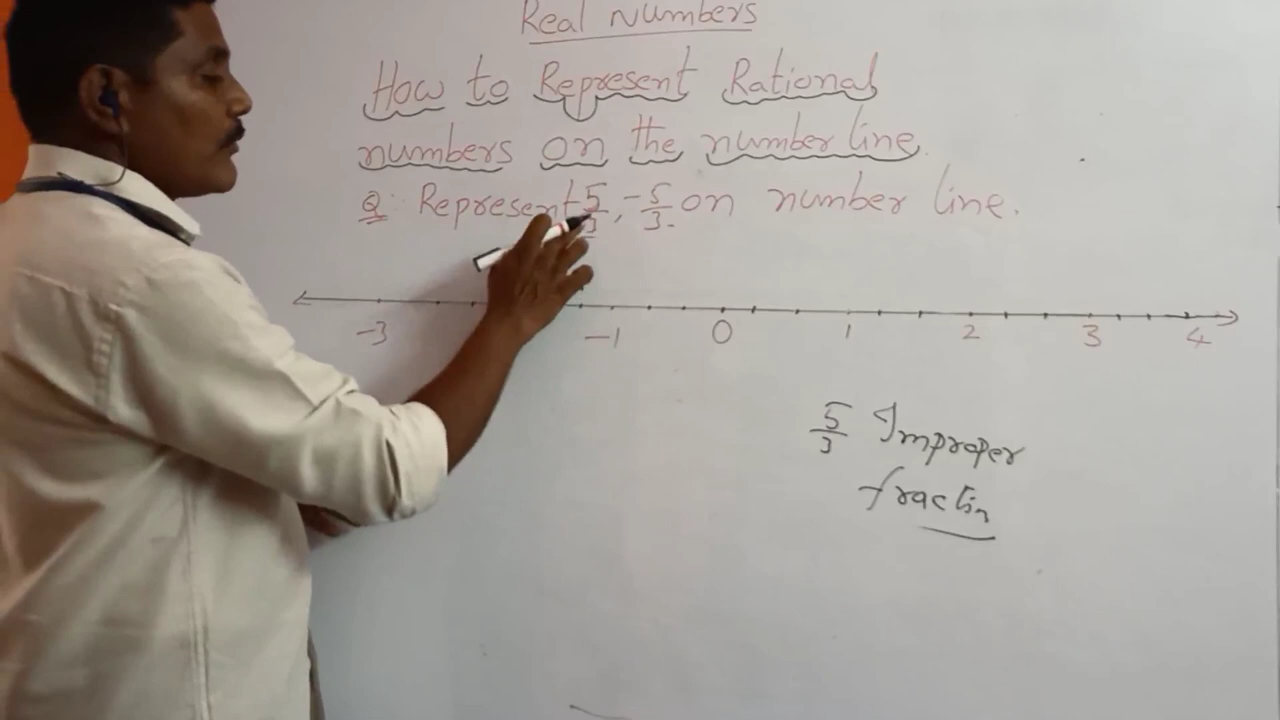 Real numbers
How to Represent Rational
numbers on the number line.
Q: Represent 5/3, -5/3 on number line.
-3 -1 0 1 2 3 4
5/3 Improper
fractin